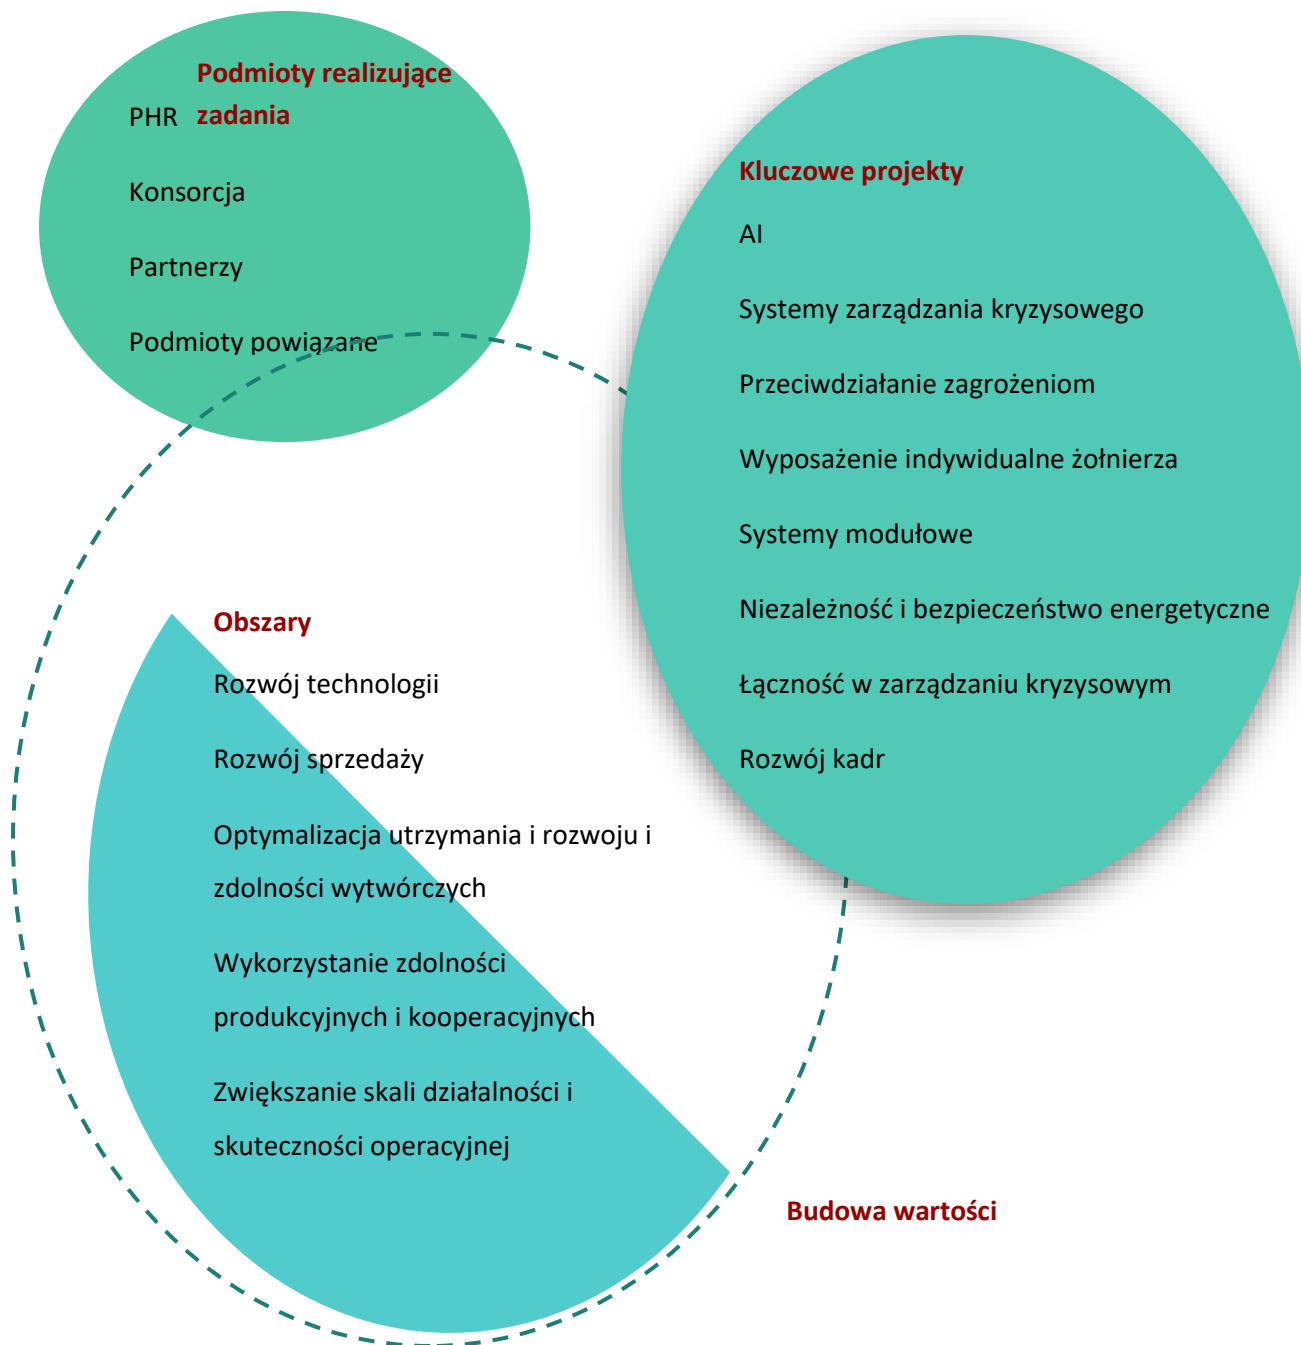 Podmioty realizujące
zadania
PHR
Konsorcja
Partnerzy
Podmioty powiązane
Kluczowe projekty
AI
Systemy zarządzania kryzysowego
Przeciwdziałanie zagrożeniom
Wyposażenie indywidualne żołnierza
Systemy modułowe
Niezależność i bezpieczeństwo energetyczne
Łączność w zarządzaniu kryzysowym
Rozwój kadr
Obszary
Rozwój technologii
Rozwój sprzedaży
Optymalizacja utrzymania i rozwoju i
zdolności wytwórczych
Wykorzystanie zdolności
produkcyjnych i kooperacyjnych
Zwiększanie skali działalności i
skuteczności operacyjnej
Budowa wartości